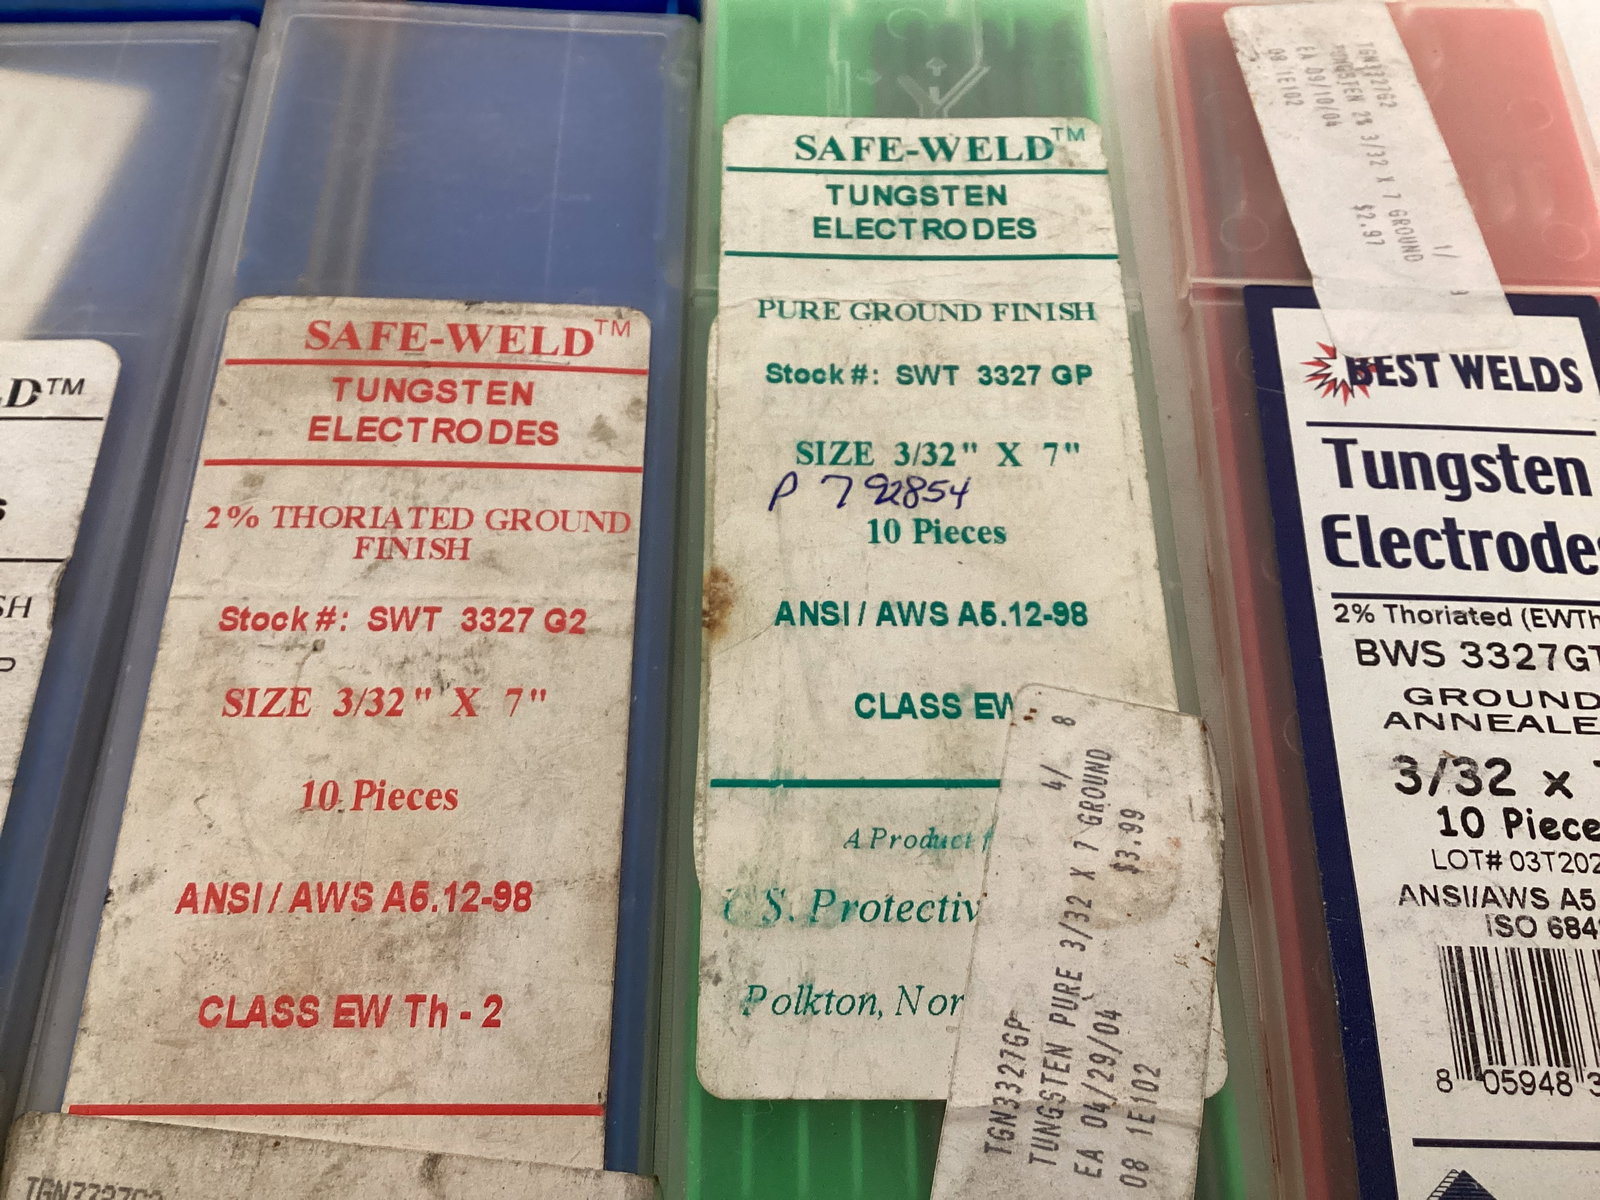 D™
SH
SAFE-WELD™
TUNGSTEN
ELECTRODES
2% THORIATED GROUND
FINISH
Stock#: SWT 3327 G2
SIZE 3/32" X 7"
10 Pieces
ANSI / AWS A5.12-98
CLASS EW Th - 2
SAFE-WELD™
TUNGSTEN
ELECTRODES
PURE GROUND FINISH
Stock#: SWT 3327 GP
SIZE 3/32" X 7"
P 792854
10 Pieces
ANSI / AWS A5.12-98
CLASS EW
A Product f
S. Protectiv
Polkton, Nor
4/ 8
TGN3327GP
TUNGSTEN PURE 3/32 X 7 GROUND
EA 04/29/04 $3.99
08 1E102
1/
TGN3327G2
TUNGSTEN 2% 3/32 X 7 GROUND
EA 09/10/04 $2.97
08 1E102
BEST WELDS
Tungsten
Electrodes
2% Thoriated (EWTh
BWS 3327GT
GROUND
ANNEALE
3/32 x
10 Piece
LOT# 03T202
ANSI/AWS A5
ISO 684
8 05948 3